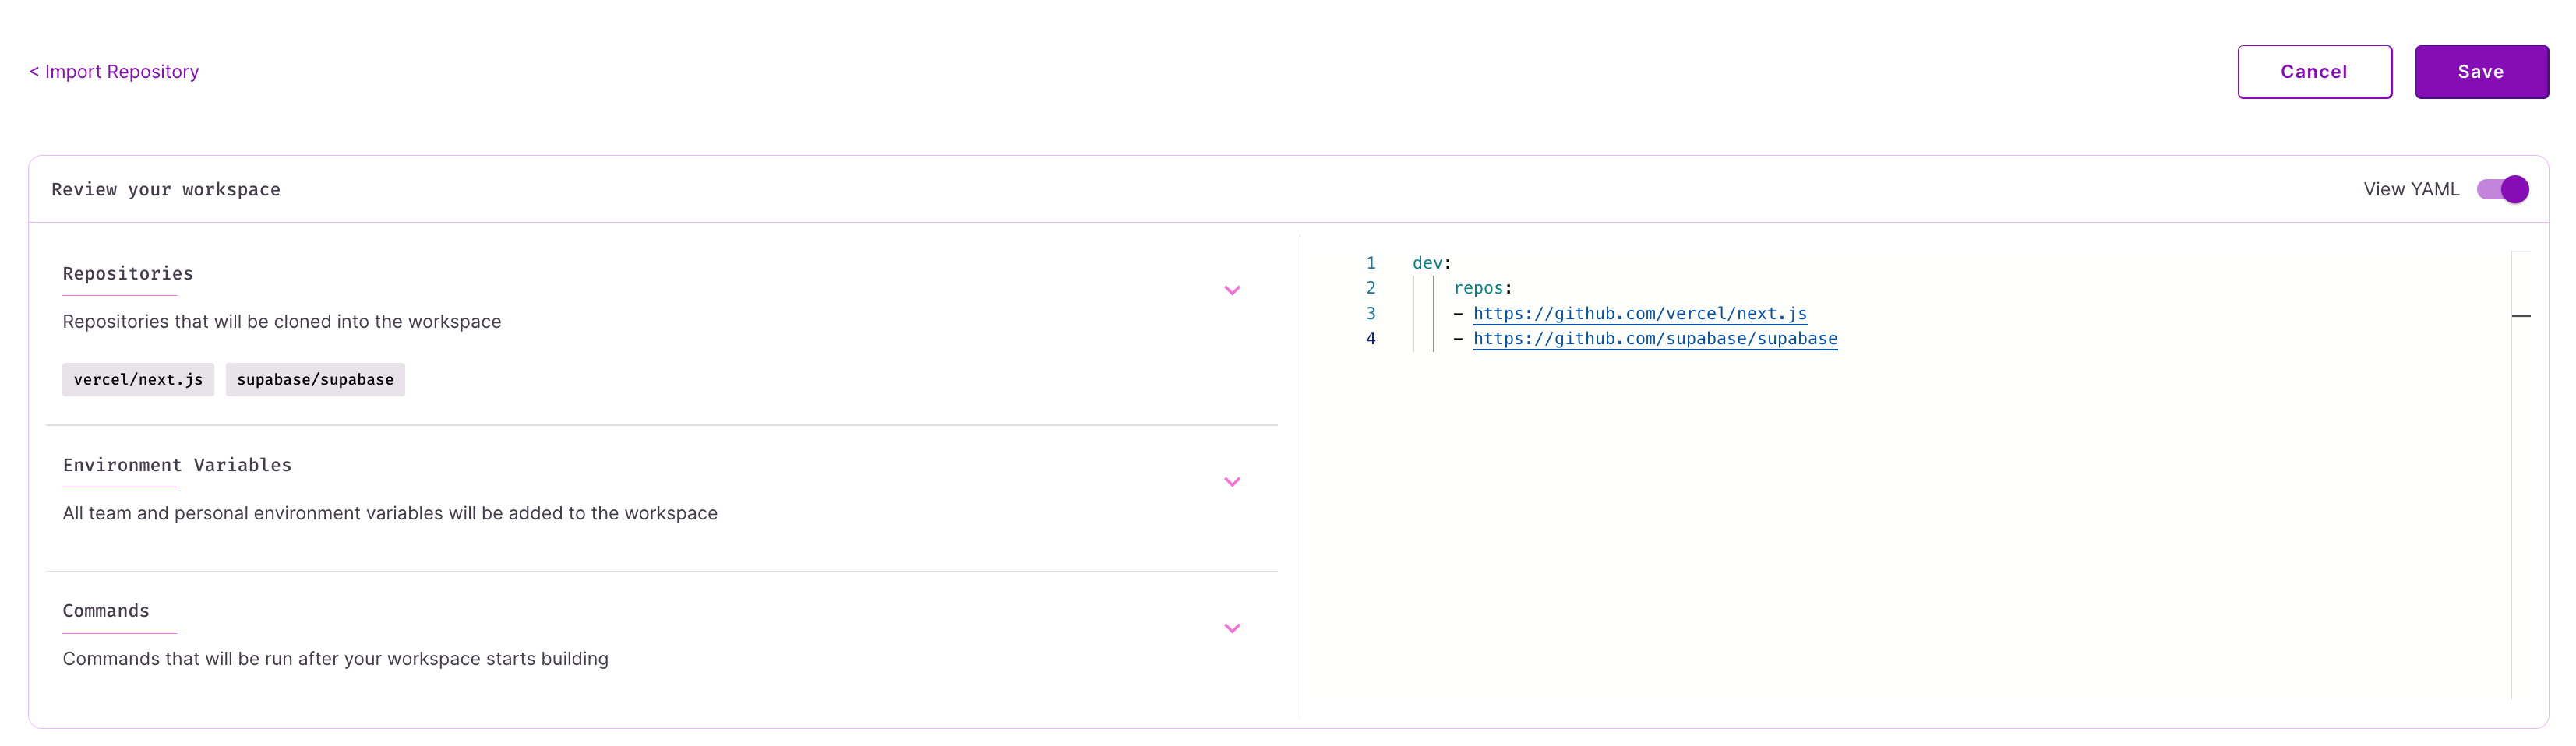 < Import Repository
Cancel
Save
Review your workspace
View YAML
Repositories
Repositories that will be cloned into the workspace
vercel/next.js
supabase/supabase
Environment Variables
All team and personal environment variables will be added to the workspace
Commands
Commands that will be run after your workspace starts building
1 dev:
2 repos:
3 - https://github.com/vercel/next.js
4 - https://github.com/supabase/supabase